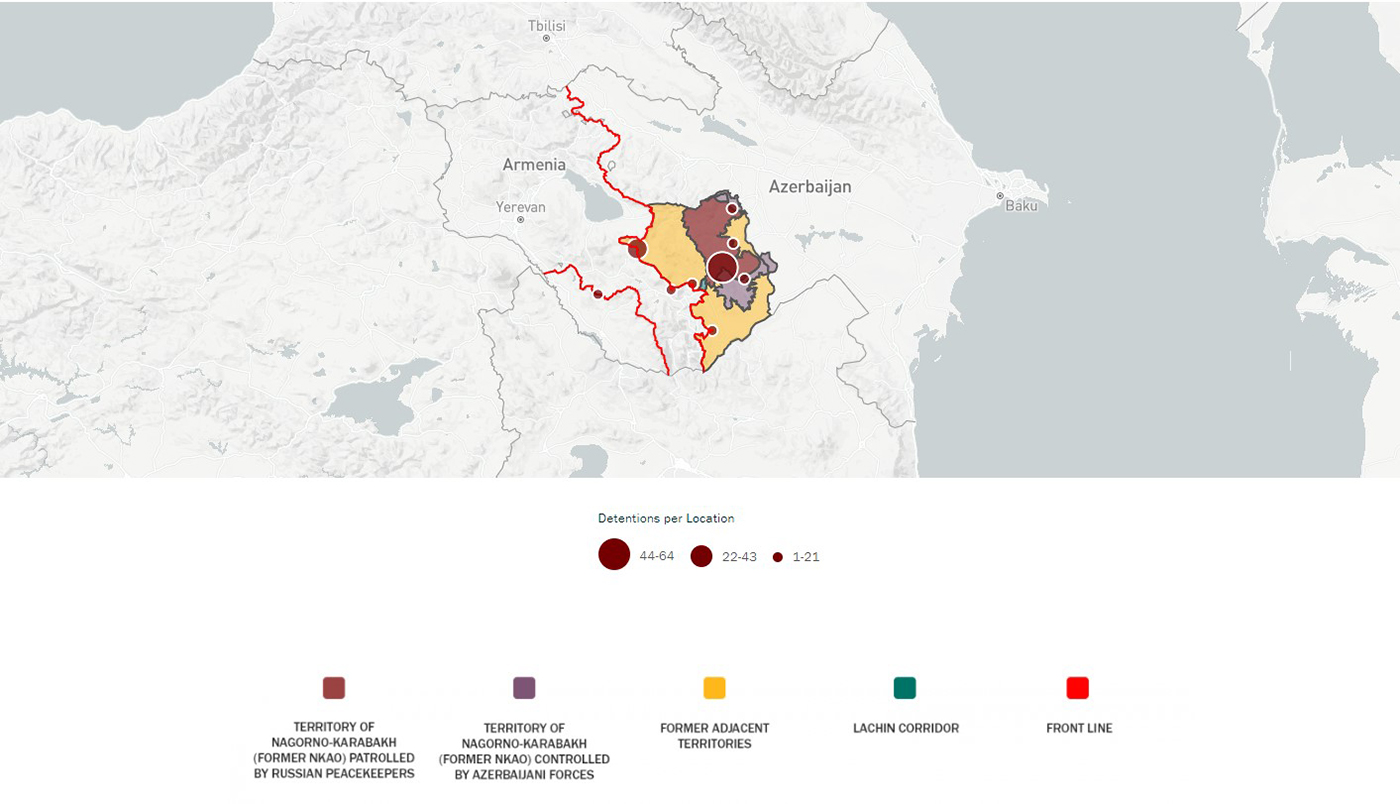 Tbilisi
Armenia
Azerbaijan
Yerevan
Baku
Detentions per Location
44-64
22-43
1-21
TERRITORY OF
NAGORNO-KARABAKH
(FORMER NKAO) PATROLLED
BY RUSSIAN PEACEKEEPERS
TERRITORY OF
NAGORNO-KARABAKH
(FORMER NKAO) CONTROLLED
BY AZERBAIJANI FORCES
FORMER ADJACENT
TERRITORIES
LACHIN CORRIDOR
FRONT LINE